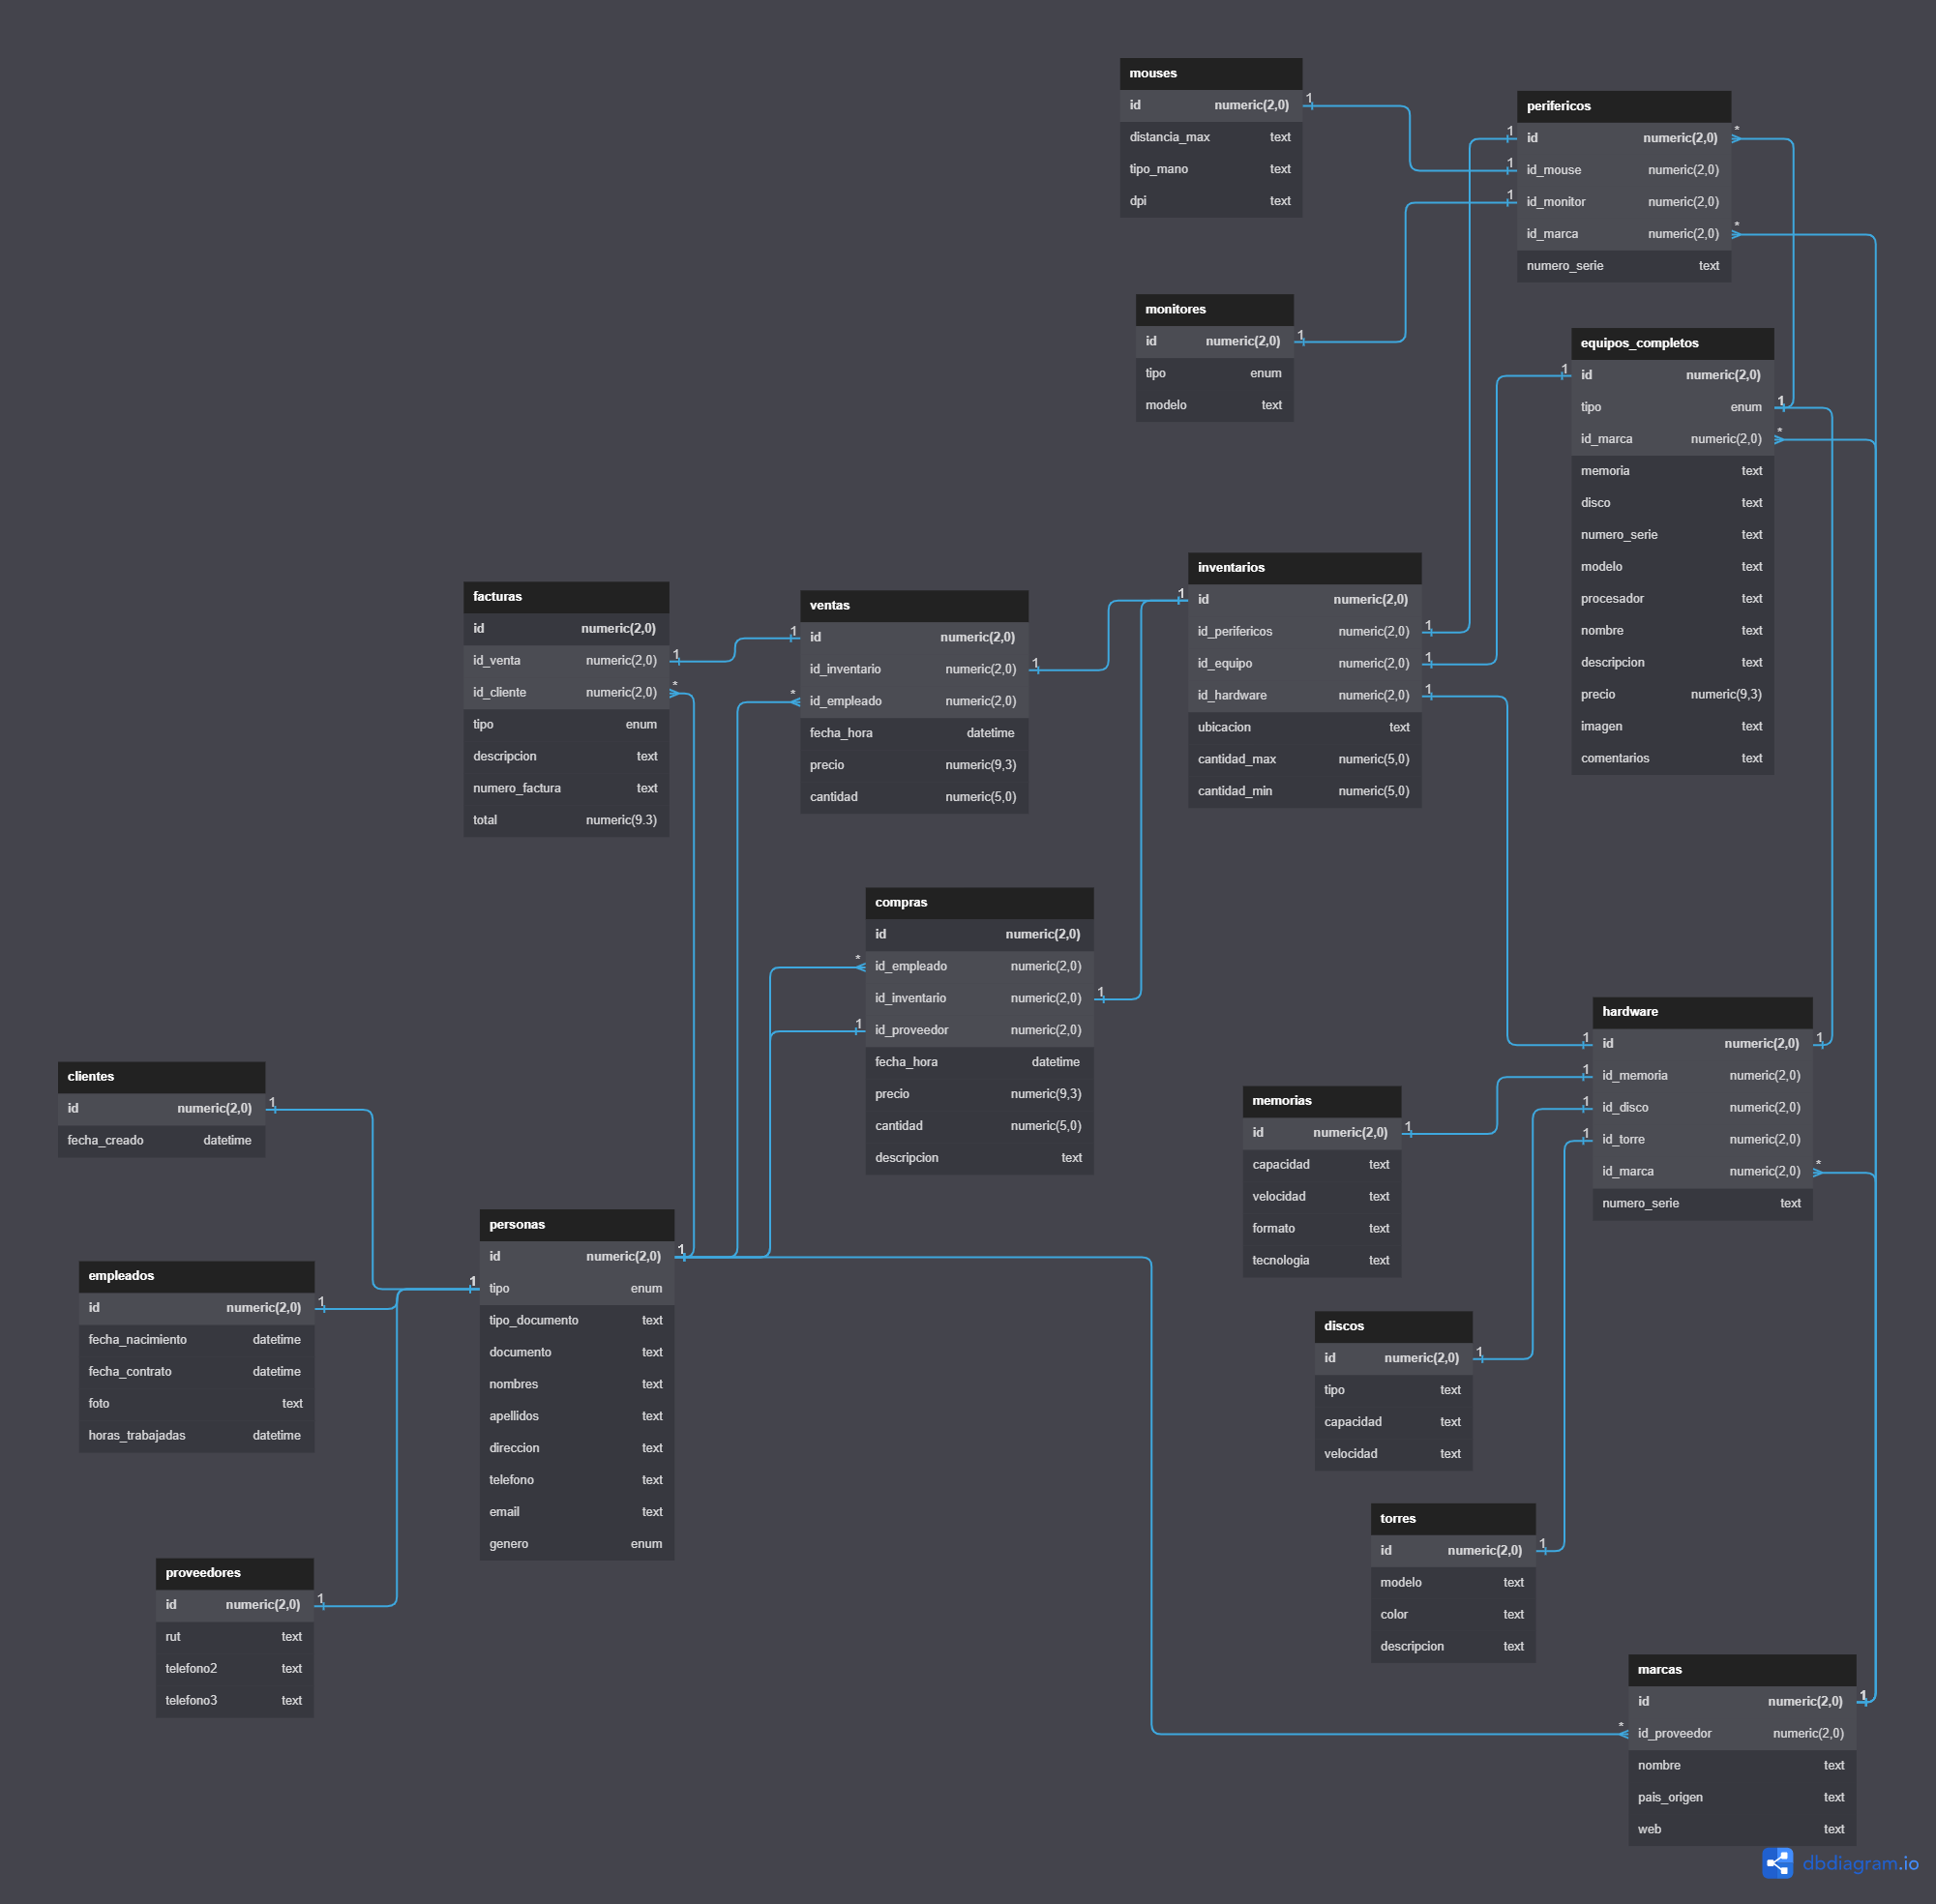 mouses
id numeric(2,0)
distancia_max text
tipo_mano text
dpi text
perifericos
id numeric(2,0)
id_mouse numeric(2,0)
id_monitor numeric(2,0)
id_marca numeric(2,0)
numero_serie text
monitores
id numeric(2,0)
tipo enum
modelo text
equipos_completos
id numeric(2,0)
tipo enum
id_marca numeric(2,0)
memoria text
disco text
numero_serie text
modelo text
procesador text
nombre text
descripcion text
precio numeric(9,3)
imagen text
comentarios text
inventarios
id numeric(2,0)
id_perifericos numeric(2,0)
id_equipo numeric(2,0)
id_hardware numeric(2,0)
ubicacion text
cantidad_max numeric(5,0)
cantidad_min numeric(5,0)
facturas
id numeric(2,0)
id_venta numeric(2,0)
id_cliente numeric(2,0)
tipo enum
descripcion text
numero_factura text
total numeric(9.3)
ventas
id numeric(2,0)
id_inventario numeric(2,0)
id_empleado numeric(2,0)
fecha_hora datetime
precio numeric(9,3)
cantidad numeric(5,0)
compras
id numeric(2,0)
id_empleado numeric(2,0)
id_inventario numeric(2,0)
id_proveedor numeric(2,0)
fecha_hora datetime
precio numeric(9,3)
cantidad numeric(5,0)
descripcion text
hardware
id numeric(2,0)
id_memoria numeric(2,0)
id_disco numeric(2,0)
id_torre numeric(2,0)
id_marca numeric(2,0)
numero_serie text
clientes
id numeric(2,0)
fecha_creado datetime
memorias
id numeric(2,0)
capacidad text
velocidad text
formato text
tecnologia text
personas
id numeric(2,0)
tipo enum
tipo_documento text
documento text
nombres text
apellidos text
direccion text
telefono text
email text
genero enum
empleados
id numeric(2,0)
fecha_nacimiento datetime
fecha_contrato datetime
foto text
horas_trabajadas datetime
discos
id numeric(2,0)
tipo text
capacidad text
velocidad text
torres
id numeric(2,0)
modelo text
color text
descripcion text
proveedores
id numeric(2,0)
rut text
telefono2 text
telefono3 text
marcas
id numeric(2,0)
id_proveedor numeric(2,0)
nombre text
pais_origen text
web text
dbdiagram.io